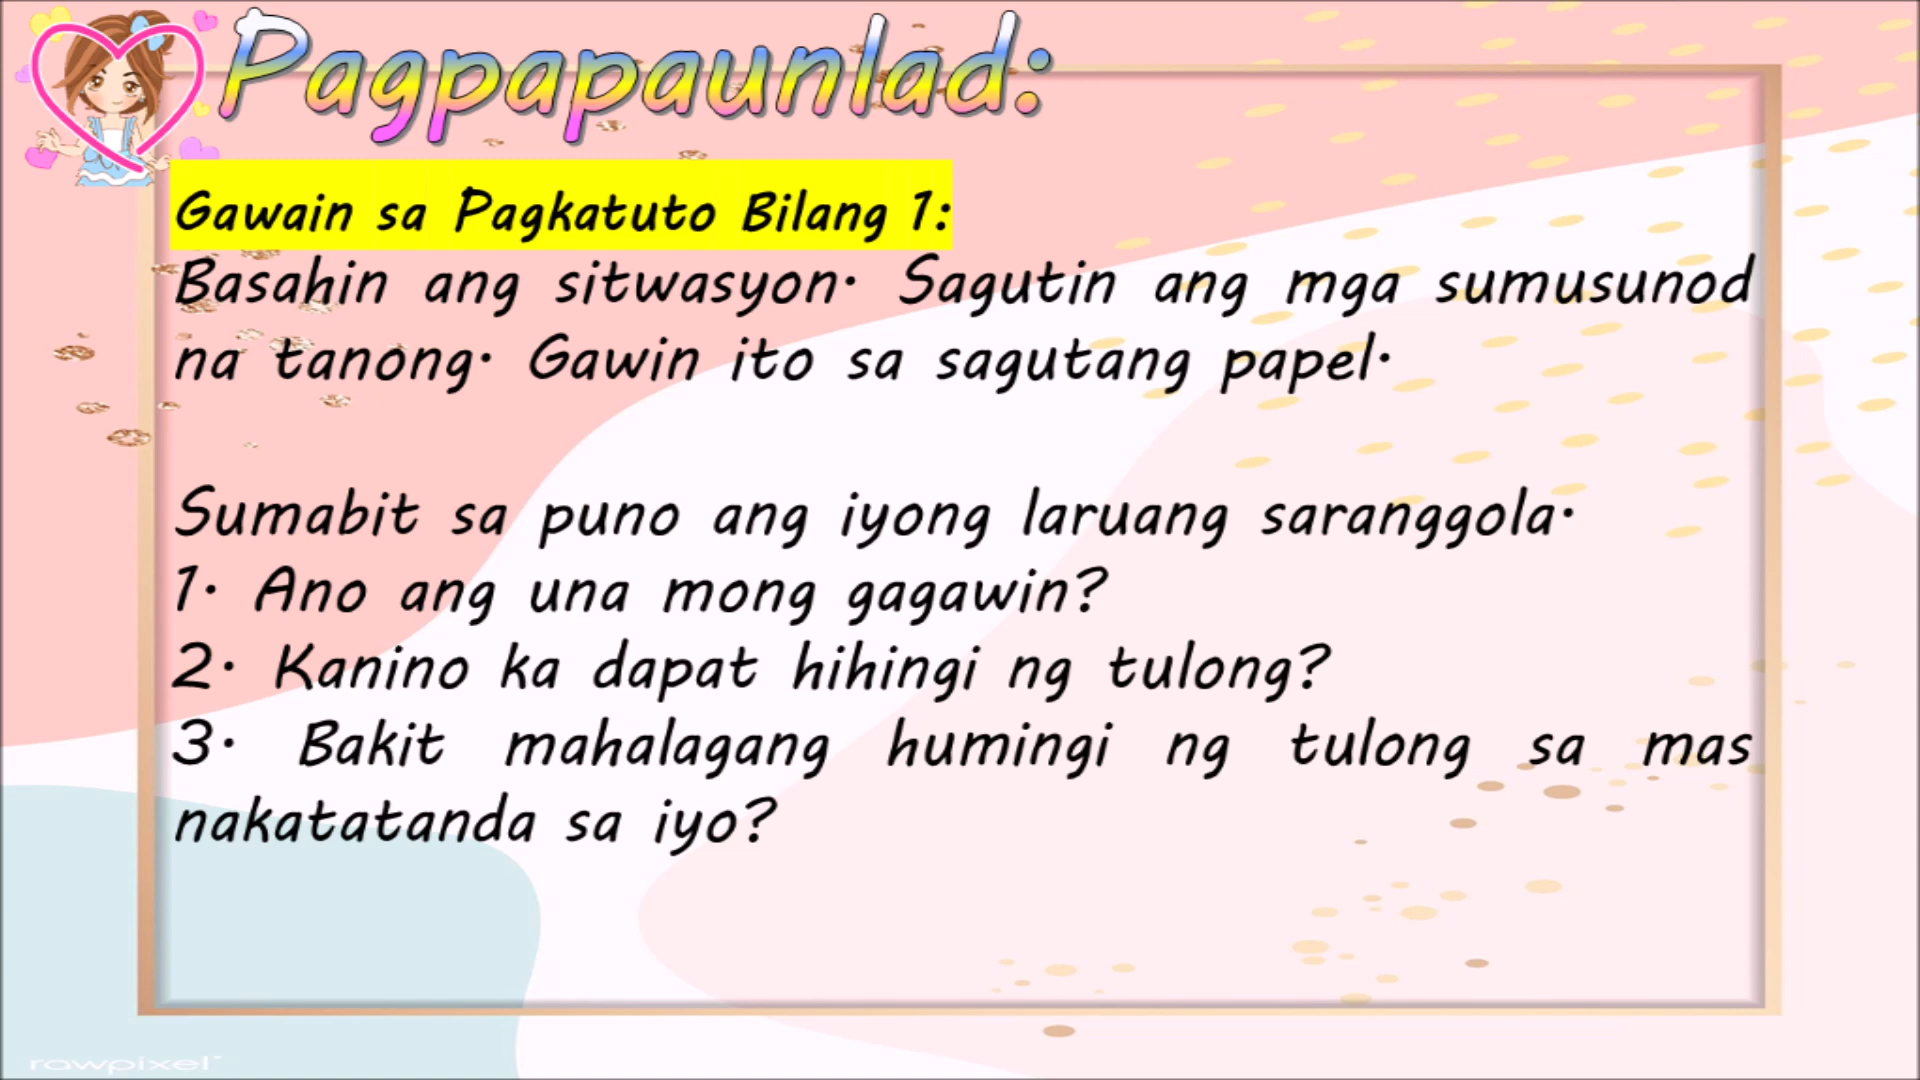 Pagpapaunlad:
Gawain sa Pagkatuto Bilang 1:
Basahin ang sitwasyon. Sagutin ang mga sumusunod
na tanong. Gawin ito sa sagutang papel.
Sumabit sa puno ang iyong laruang saranggola.
1. Ano ang una mong gagawin?
2. Kanino ka dapat hihingi ng tulong?
3. Bakit mahalagang humingi ng tulong sa mas
nakatatanda sa iyo?
rawpixel